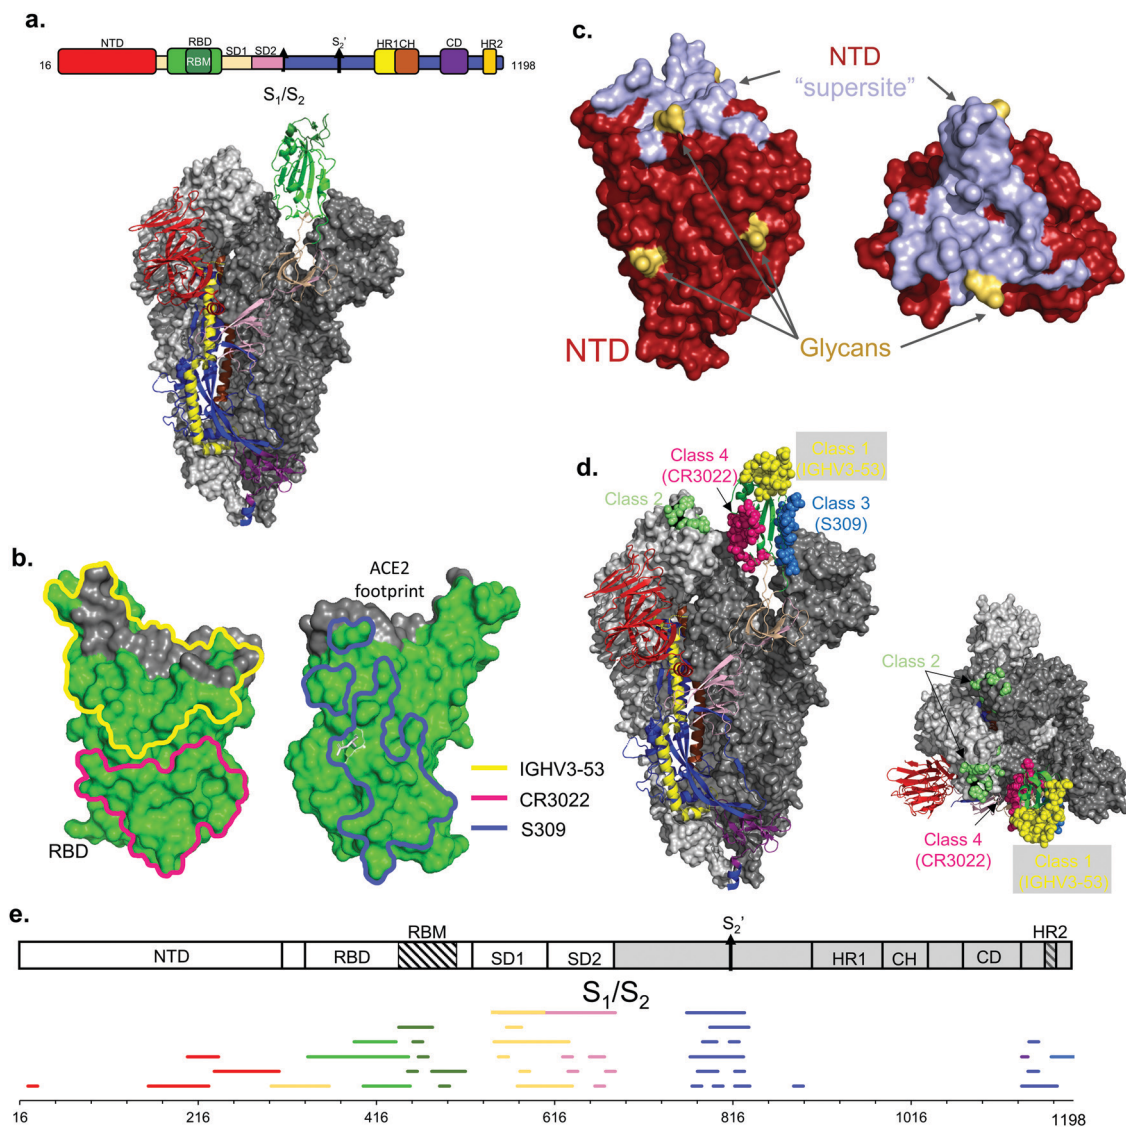 a.
NTD
RBD
RBM
SD1
SD2
S2'
HR1
CH
CD
HR2
16
1198
S1/S2
b.
ACE2
footprint
RBD
IGHV3-53
CR3022
S309
c.
NTD
"supersite"
NTD
Glycans
d.
Class 4
(CR3022)
Class 1
(IGHV3-53)
Class 2
Class 3
(S309)
Class 2
Class 4
(CR3022)
Class 1
(IGHV3-53)
e.
RBM
S2'
HR2
NTD
RBD
SD1
SD2
HR1
CH
CD
S1/S2
16
216
416
616
816
1016
1198